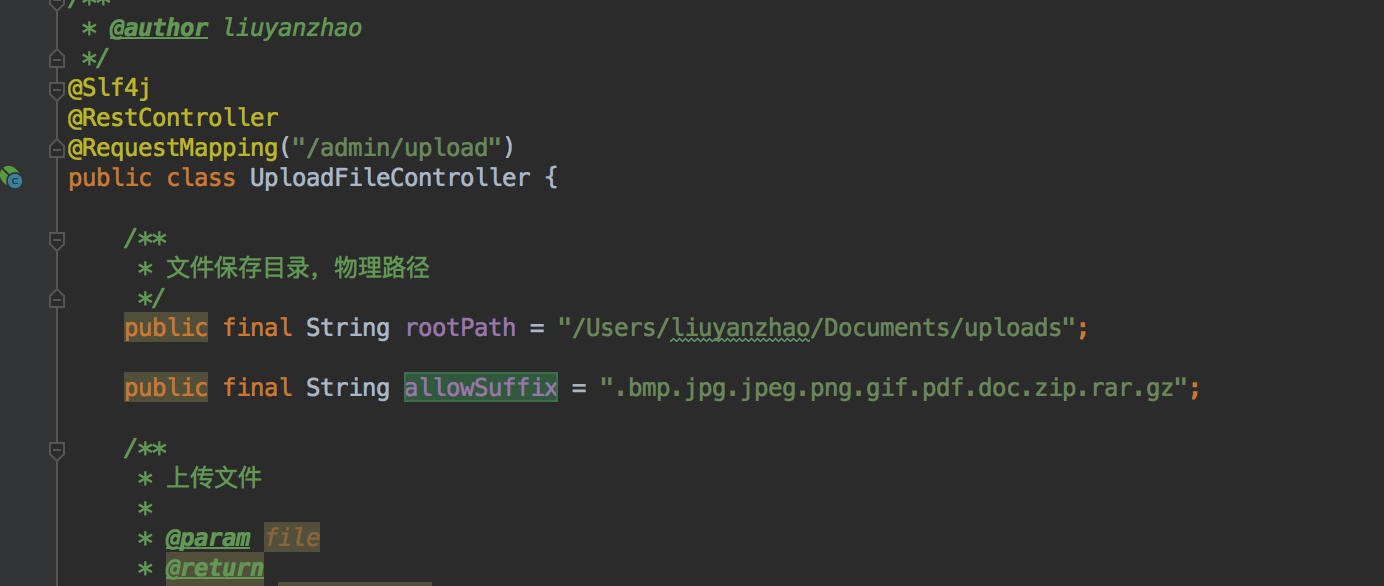 /**
 * @author liuyanzhao
 */
@Slf4j
@RestController
@RequestMapping("/admin/upload")
public class UploadFileController {
/**
 * 文件保存目录，物理路径
 */
public final String rootPath = "/Users/liuyanzhao/Documents/uploads";
public final String allowSuffix = ".bmp.jpg.jpeg.png.gif.pdf.doc.zip.rar.gz";
/**
 * 上传文件
 *
 * @param file
 * @return